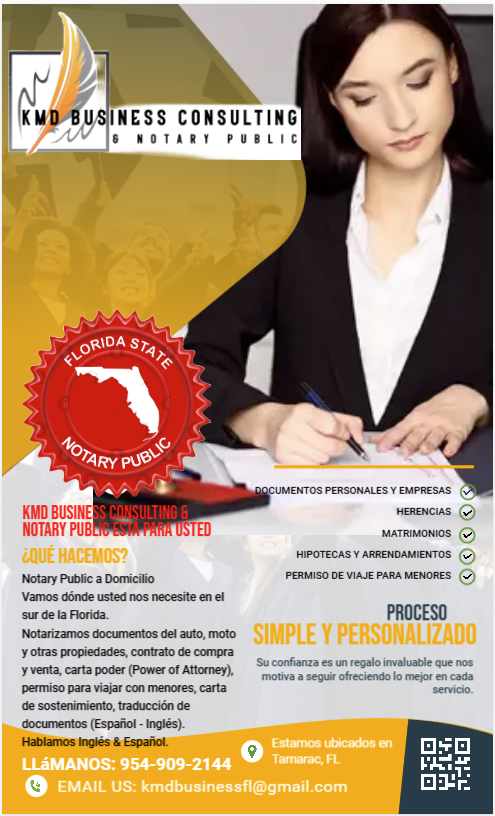 KMD BUSINESS CONSULTING
& NOTARY PUBLIC
FLORIDA STATE
NOTARY PUBLIC
DOCUMENTOS PERSONALES Y EMPRESAS
HERENCIAS
MATRIMONIOS
HIPOTECAS Y ARRENDAMIENTOS
PERMISO DE VIAJE PARA MENORES
KMD BUSINESS CONSULTING &
NOTARY PUBLIC ESTÁ PARA USTED
¿QUÉ HACEMOS?
Notary Public a Domicilio
Vamos dónde usted nos necesite en el
sur de la Florida.
Notarizamos documentos del auto, moto
y otras propiedades, contrato de compra
y venta, carta poder (Power of Attorney),
permiso para viajar con menores, carta
de sostenimiento, traducción de
documentos (Español - Inglés).
Hablamos Inglés & Español.
PROCESO
SIMPLE Y PERSONALIZADO
Su confianza es un regalo invaluable que nos
motiva a seguir ofreciendo lo mejor en cada
servicio.
LLáMANOS: 954-909-2144
EMAIL US: kmdbusinessfl@gmail.com
Estamos ubicados en
Tamarac, FL